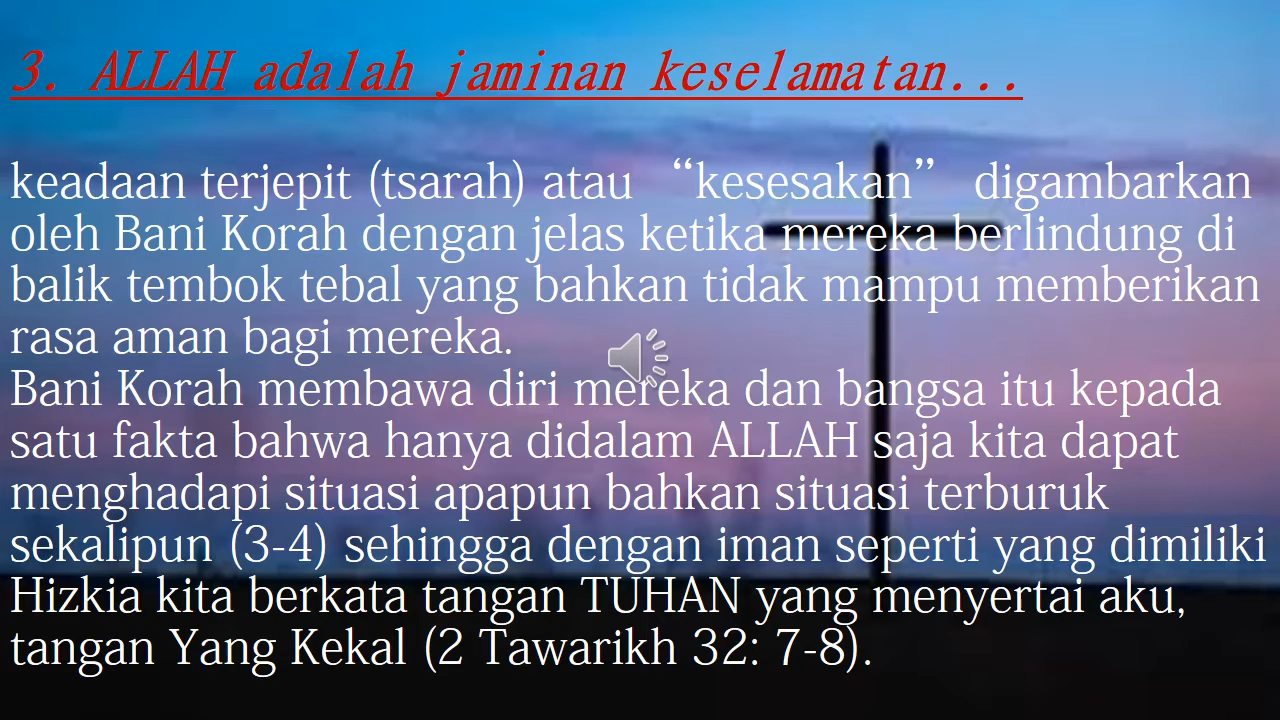 3. ALLAH adalah jaminan keselamatan...
keadaan terjepit (tsarah) atau “kesesakan” digambarkan
oleh Bani Korah dengan jelas ketika mereka berlindung di
balik tembok tebal yang bahkan tidak mampu memberikan
rasa aman bagi mereka.
Bani Korah membawa diri mereka dan bangsa itu kepada
satu fakta bahwa hanya didalam ALLAH saja kita dapat
menghadapi situasi apapun bahkan situasi terburuk
sekalipun (3-4) sehingga dengan iman seperti yang dimiliki
Hizkia kita berkata tangan TUHAN yang menyertai aku,
tangan Yang Kekal (2 Tawarikh 32: 7-8).